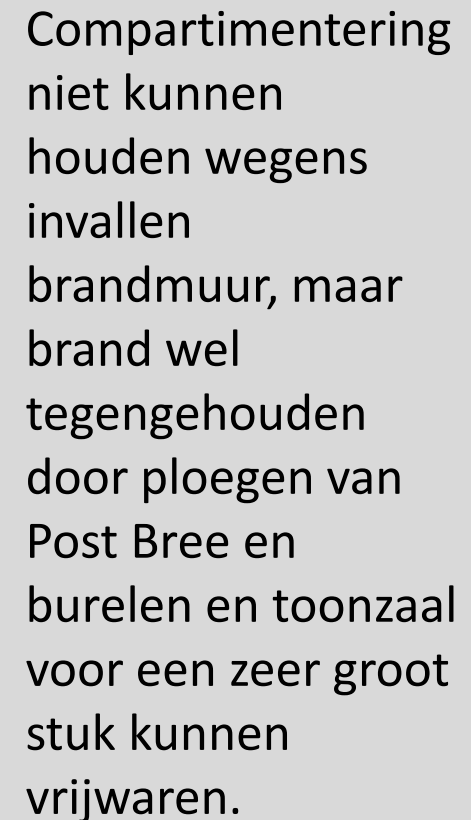 Compartimentering
niet kunnen
houden wegens
invallen
brandmuur, maar
brand wel
tegengehouden
door ploegen van
Post Bree en
burelen en toonzaal
voor een zeer groot
stuk kunnen
vrijwaren.